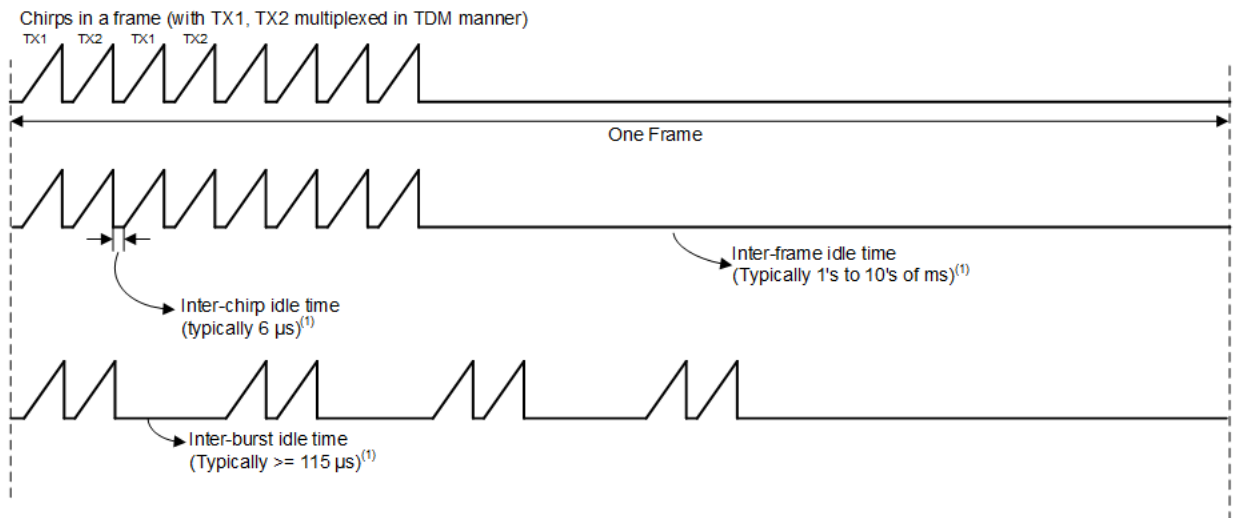 Chirps in a frame (with TX1, TX2 multiplexed in TDM manner)
TX1 TX2 TX1 TX2
One Frame
Inter-frame idle time
(Typically 1's to 10's of ms)(1)
Inter-chirp idle time
(typically 6 µs)(1)
Inter-burst idle time
(Typically >= 115 µs)(1)